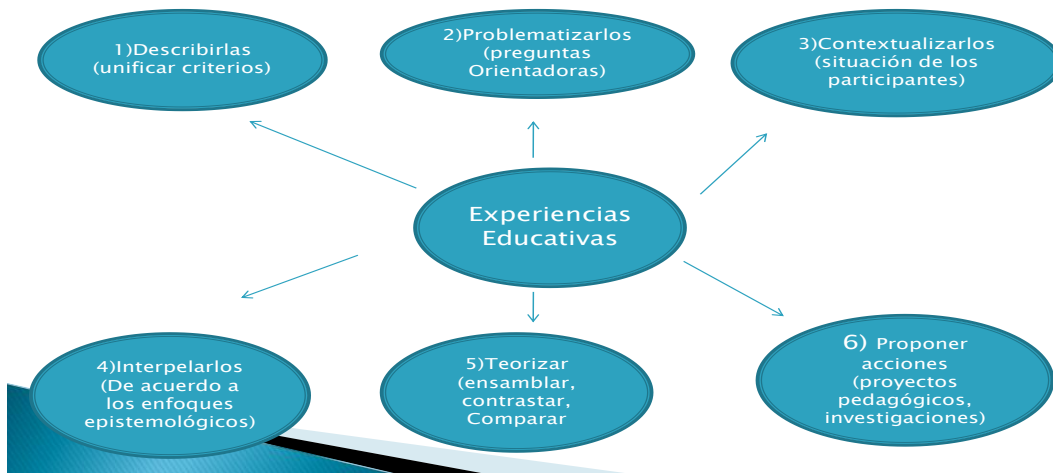 1)Describirlas
(unificar criterios)
2)Problematizarlos
(preguntas
Orientadoras)
3)Contextualizarlos
(situación de los
participantes)
Experiencias
Educativas
4)Interpelarlos
(De acuerdo a
los enfoques
epistemológicos)
5)Teorizar
(ensamblar,
contrastar,
Comparar
6) Proponer
acciones
(proyectos
pedagógicos,
investigaciones)